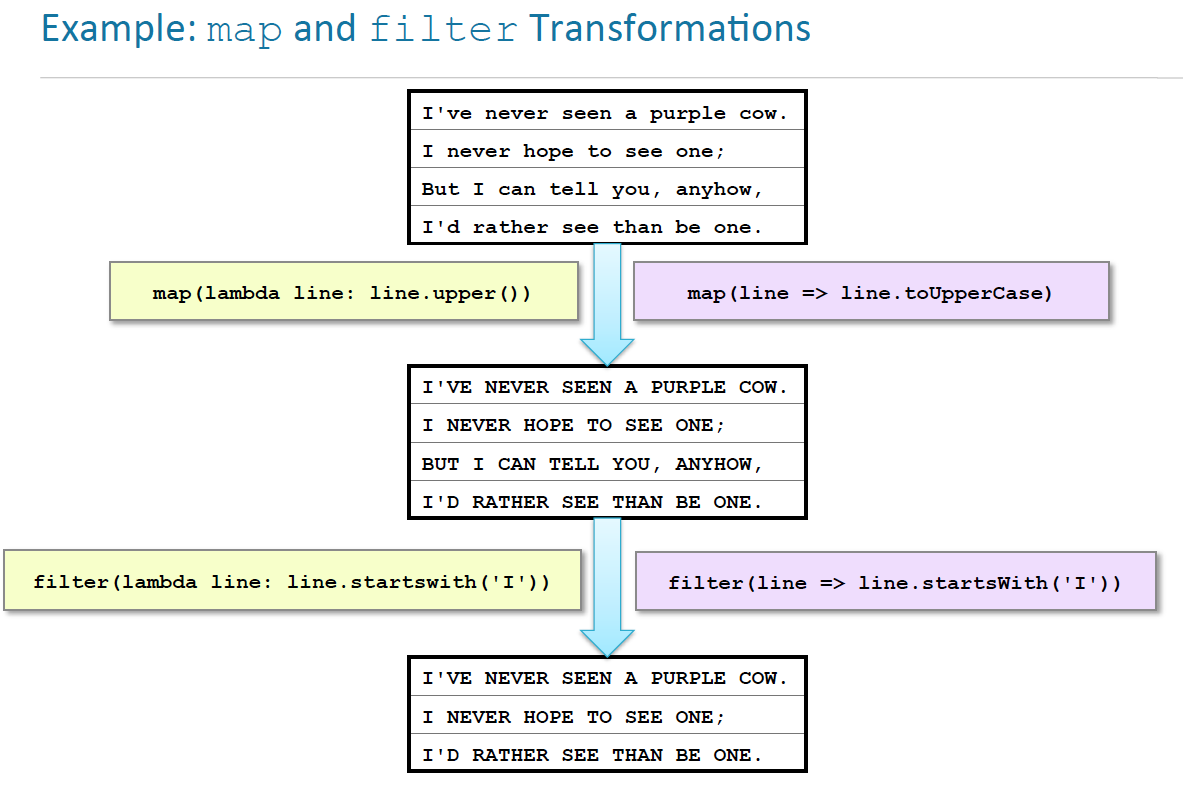 Example: map and filter Transformations
I've never seen a purple cow.
I never hope to see one;
But I can tell you, anyhow,
I'd rather see than be one.
map(lambda line: line.upper())
map(line => line.toUpperCase)
I'VE NEVER SEEN A PURPLE COW.
I NEVER HOPE TO SEE ONE;
BUT I CAN TELL YOU, ANYHOW,
I'D RATHER SEE THAN BE ONE.
filter(lambda line: line.startswith('I'))
filter(line => line.startsWith('I'))
I'VE NEVER SEEN A PURPLE COW.
I NEVER HOPE TO SEE ONE;
I'D RATHER SEE THAN BE ONE.